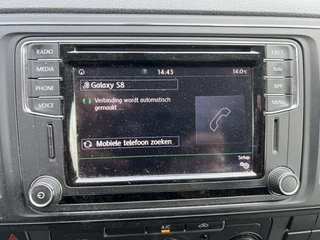 RADIO
MEDIA
PHONE
VOICE
14:43
14.0°C
Galaxy S8
Verbinding wordt automatisch
gemaakt ...
Mobiele telefoon zoeken
Setup
NAV
APP
MENU
A/C